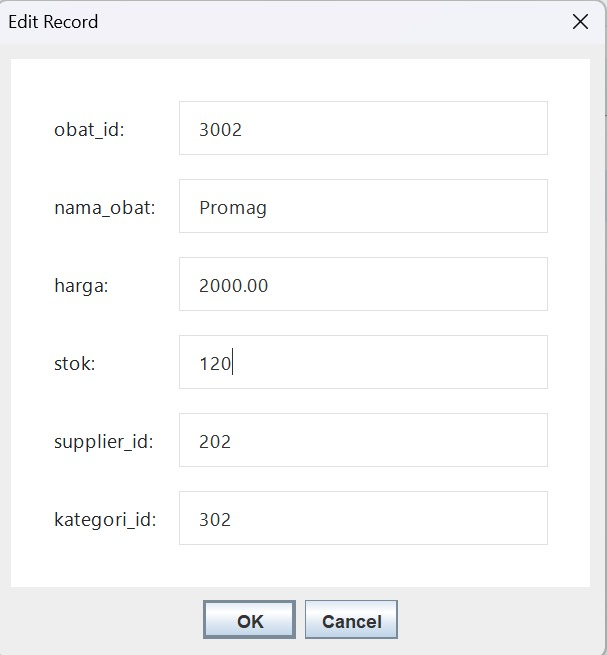 Edit Record
obat_id: 3002
nama_obat: Promag
harga: 2000.00
stok: 120
supplier_id: 202
kategori_id: 302
OK Cancel